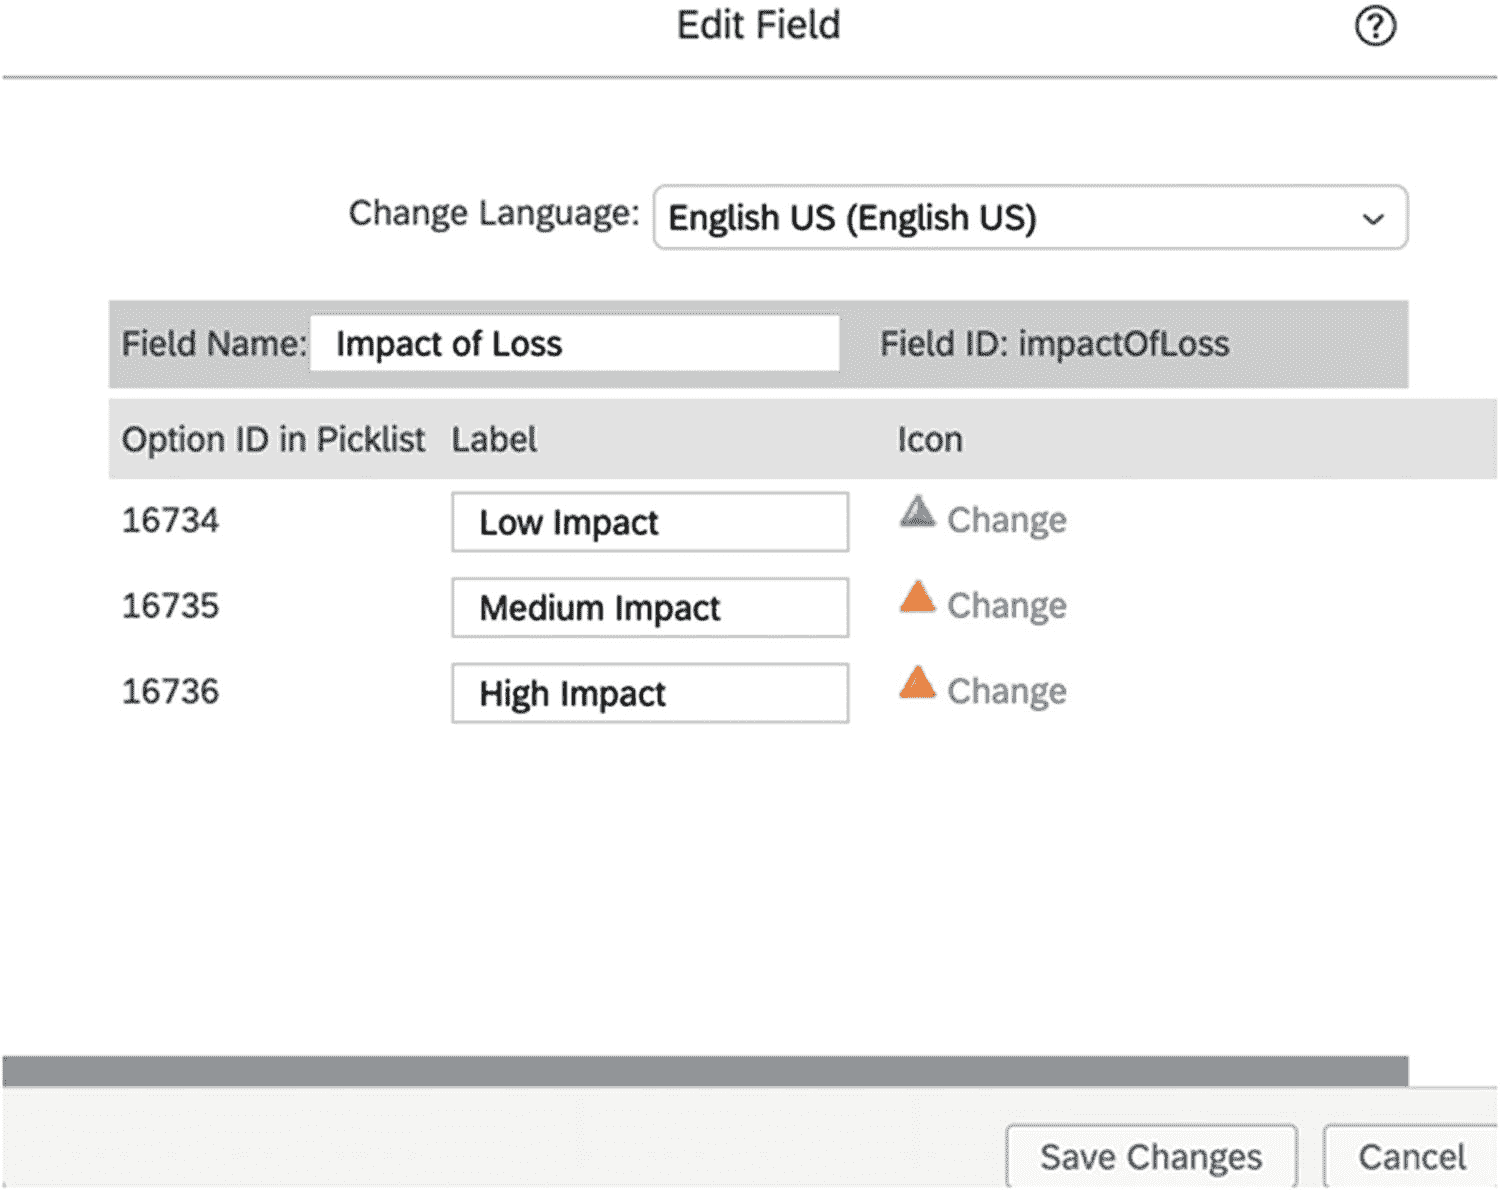 Edit Field
?
Change Language: English US (English US)
Field Name: Impact of Loss Field ID: impactOfLoss
Option ID in Picklist Label Icon
16734 Low Impact Change
16735 Medium Impact Change
16736 High Impact Change
Save Changes Cancel